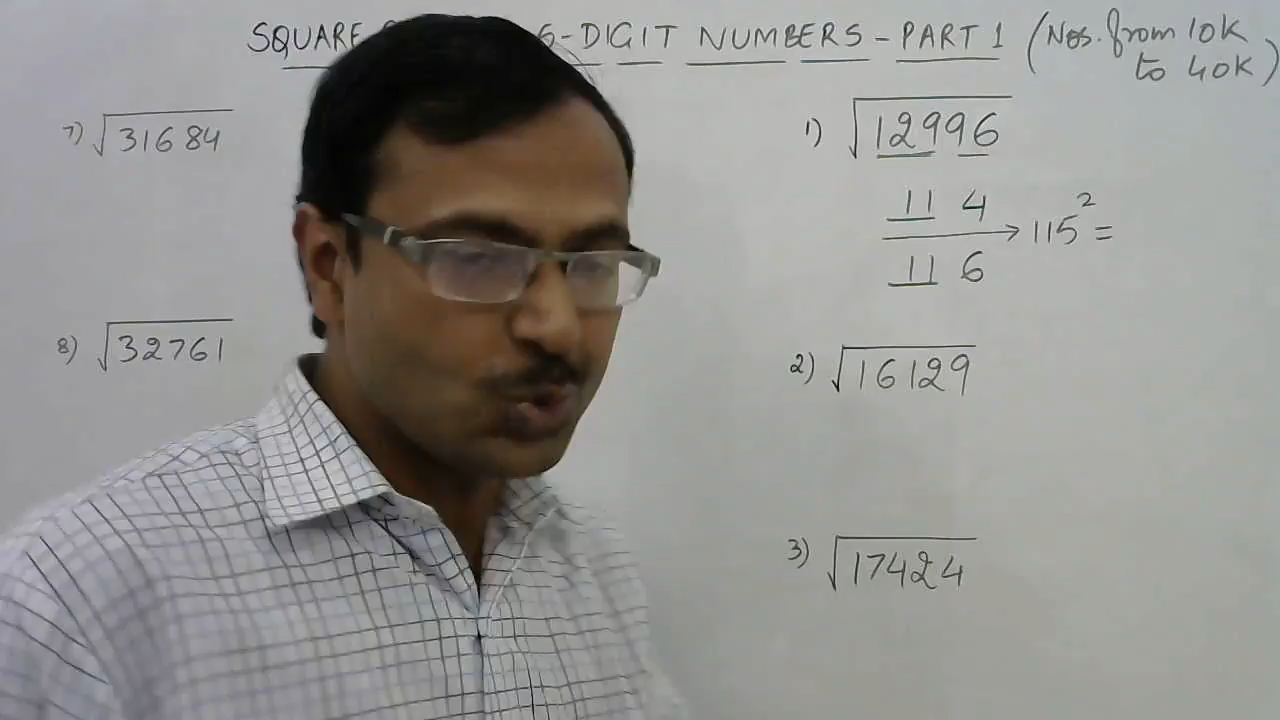 SQUARE 6-DIGIT NUMBERS - PART 1 (Nos. from 10K
to 40K)
7) √31684
8) √32761
1) √12996
11 4
→ 115² =
11 6
2) √16129
3) √17424